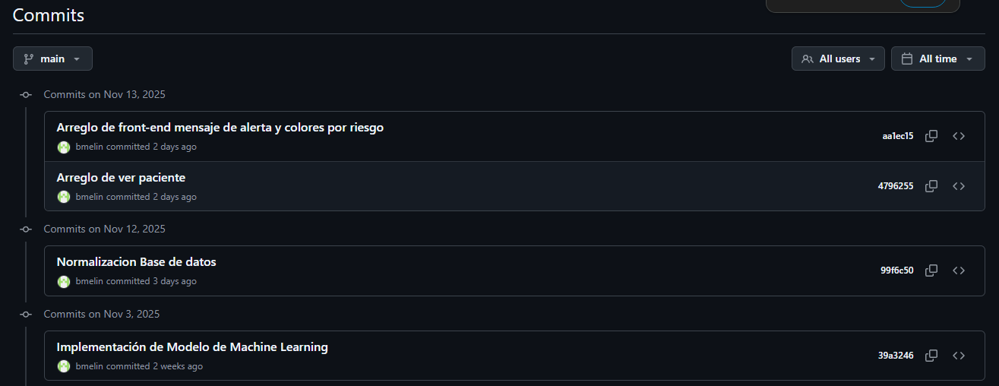 Commits
main
All users
All time
Commits on Nov 13, 2025
Arreglo de front-end mensaje de alerta y colores por riesgo
bmelin committed 2 days ago
aa1ec15
Arreglo de ver paciente
bmelin committed 2 days ago
4796255
Commits on Nov 12, 2025
Normalizacion Base de datos
bmelin committed 3 days ago
99f6c50
Commits on Nov 3, 2025
Implementación de Modelo de Machine Learning
bmelin committed 2 weeks ago
39a3246